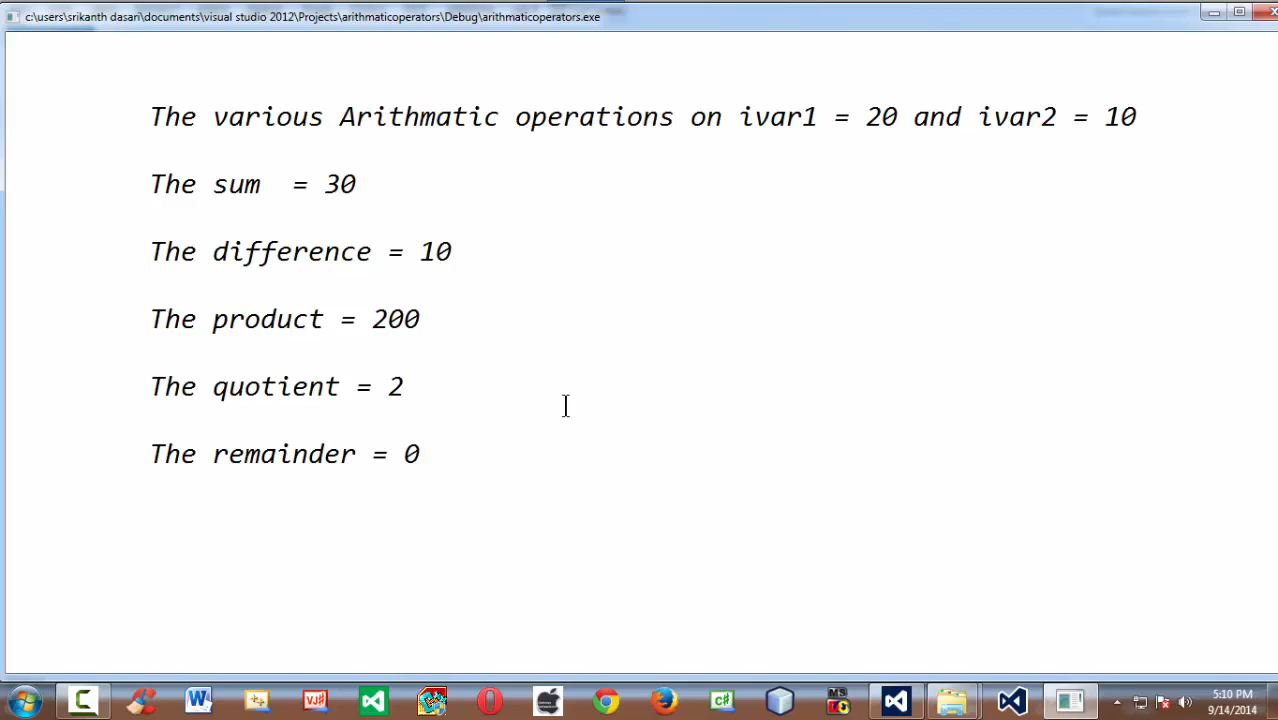 c:\users\srikanth dasari\documents\visual studio 2012\Projects\arithmaticoperators\Debug\arithmaticoperators.exe
The various Arithmatic operations on ivar1 = 20 and ivar2 = 10
The sum  = 30
The difference = 10
The product = 200
The quotient = 2
The remainder = 0
VJ#
C#
MS
5:10 PM
9/14/2014